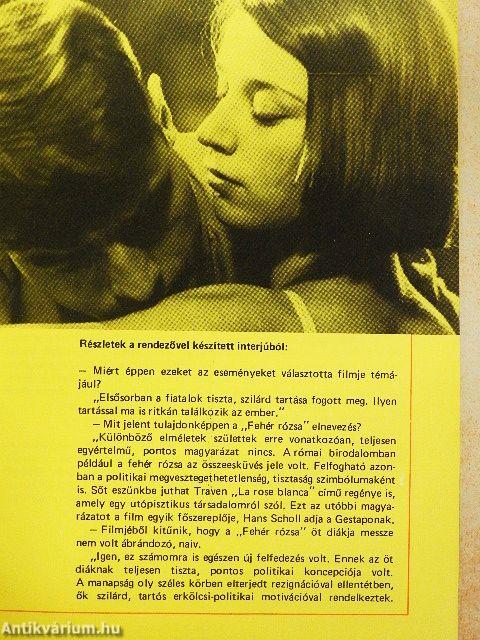 Részletek a rendezővel készített interjúból:
— Miért éppen ezeket az eseményeket választotta filmje témá-
jául?
„Elsősorban a fiatalok tiszta, szilárd tartása fogott meg. Ilyen
tartással ma is ritkán találkozik az ember."
— Mit jelent tulajdonképpen a „Fehér rózsa" elnevezés?
„Különböző elméletek születtek erre vonatkozóan, teljesen
egyértelmű, pontos magyarázat nincs. A római birodalomban
például a fehér rózsa az összeesküvés jele volt. Felfogható azon-
ban a politikai megvesztegethetetlenség, tisztaság szimbólumaként
is. Sőt eszünkbe juthat Traven „La rose blanca" című regénye is,
amely egy utópisztikus társadalomról szól. Ezt az utóbbi magya-
rázatot a film egyik főszereplője, Hans Scholl adja a Gestaponak.
— Filmjéből kitűnik, hogy a „Fehér rózsa" öt diákja messze
nem volt ábrándozó, naiv.
„Igen, ez számomra is egészen új felfedezés volt. Ennek az öt
diáknak teljesen tiszta, pontos politikai koncepciója volt.
A manapság oly széles körben elterjedt rezignációval ellentétben,
ők szilárd, tartós erkölcsi-politikai motivációval rendelkeztek.
Antikvárium.hu